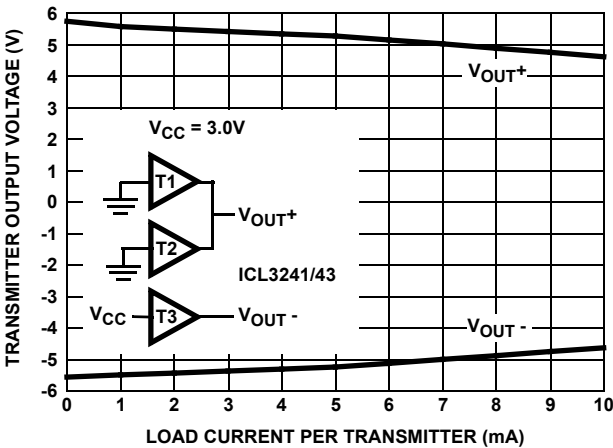 TRANSMITTER OUTPUT VOLTAGE (V)
6
5
4
3
2
1
0
-1
-2
-3
-4
-5
-6
VOUT+
VCC = 3.0V
T1
VOUT+
T2
ICL3241/43
VCC
T3
VOUT -
VOUT -
0 1 2 3 4 5 6 7 8 9 10
LOAD CURRENT PER TRANSMITTER (mA)